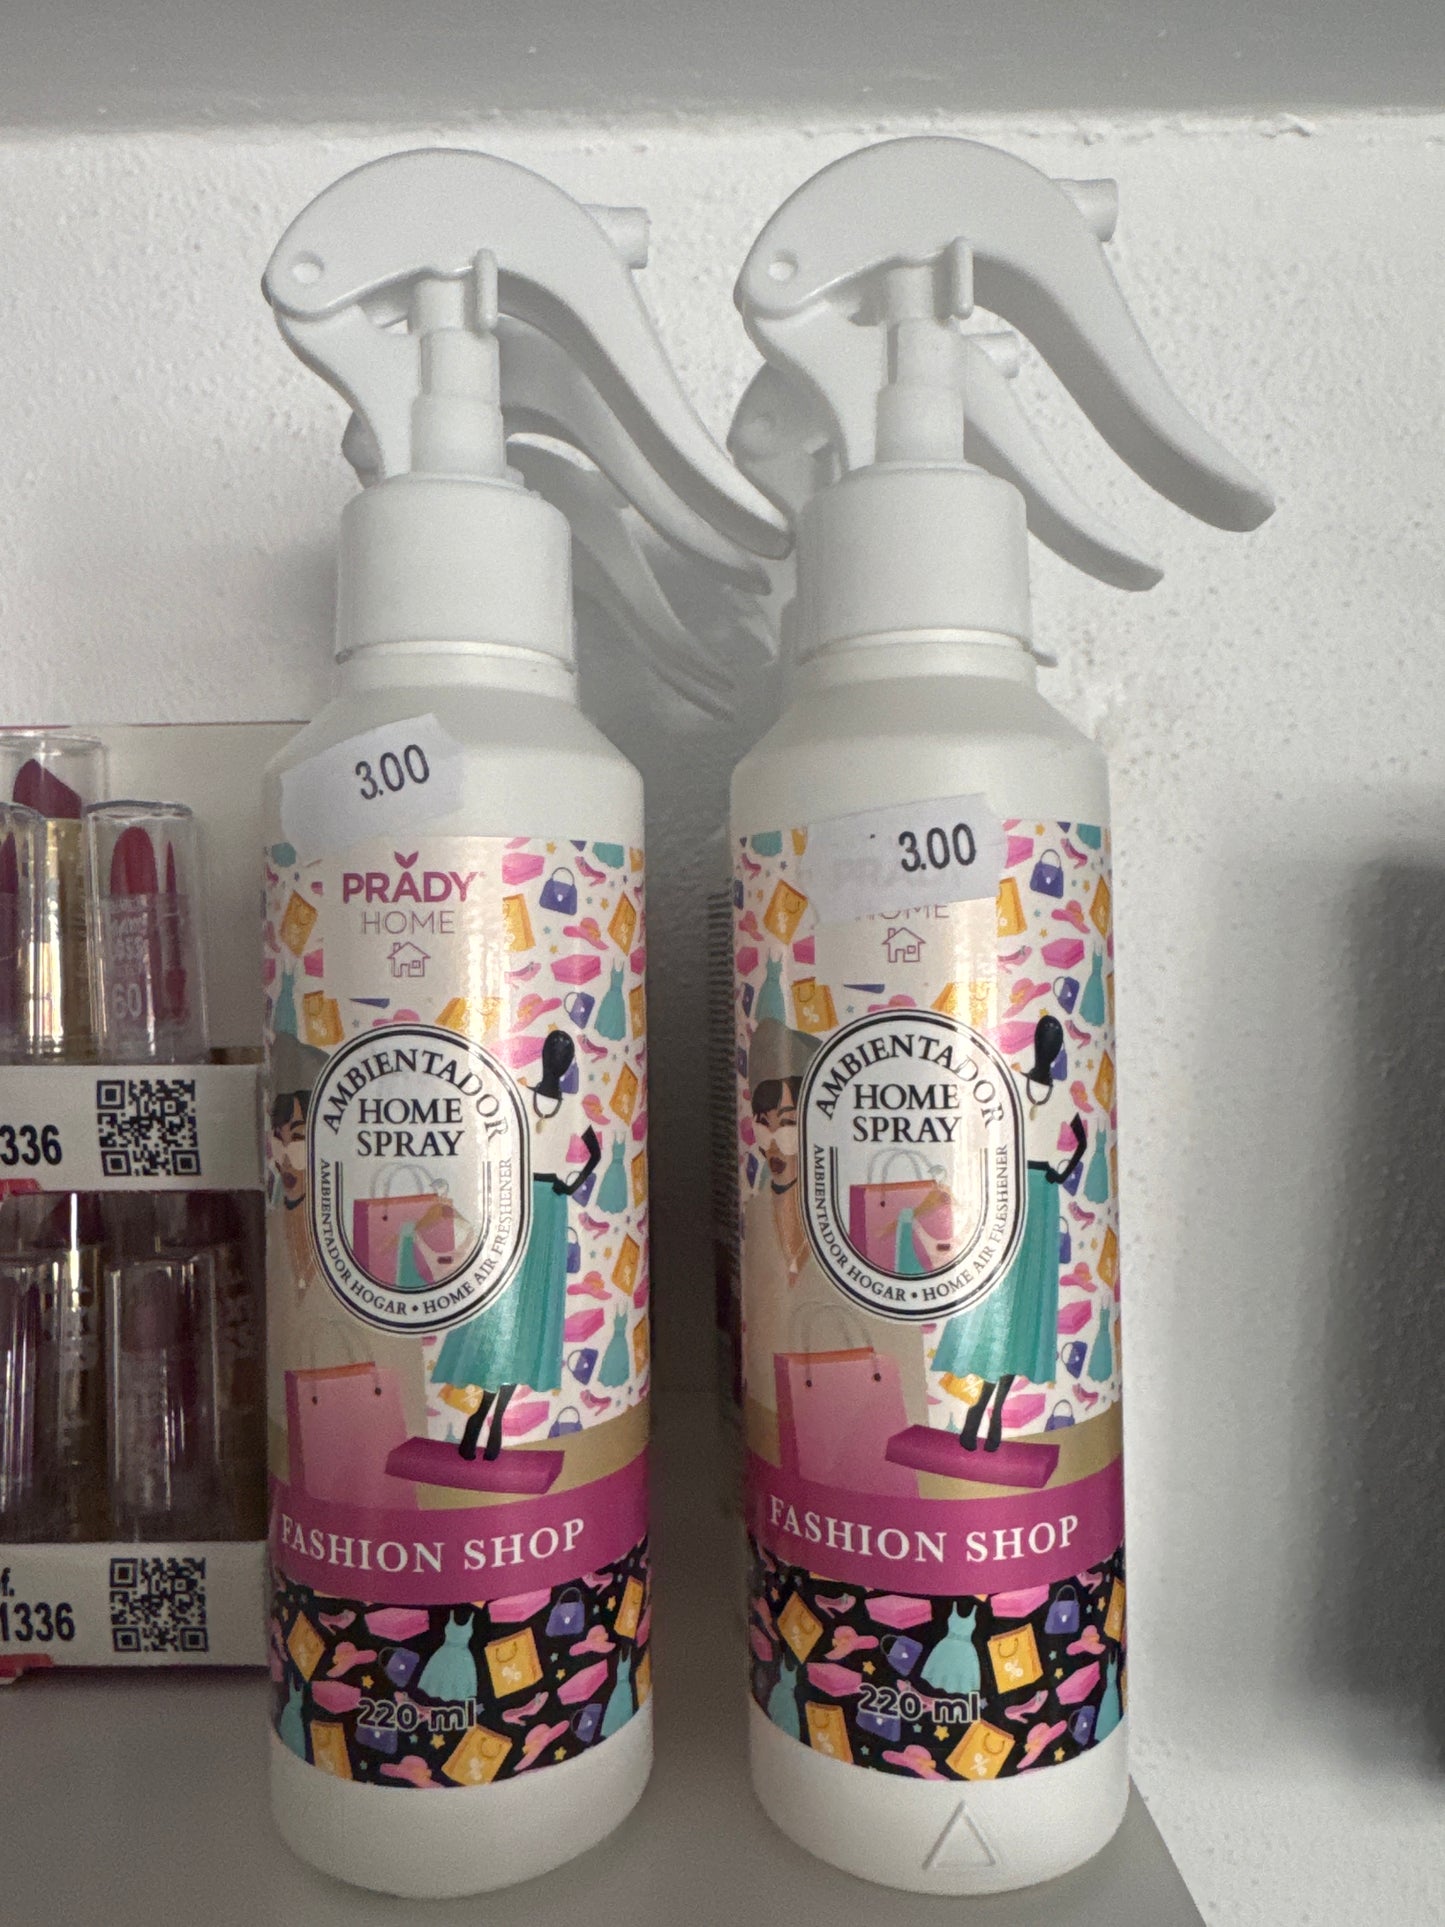 3.00
PRADY
HOME
AMBIENTADOR
HOME
SPRAY
AMBIENTADOR HOGAR • HOME AIR FRESHENER
FASHION SHOP
220 ml
3.00
HOME
AMBIENTADOR
HOME
SPRAY
AMBIENTADOR HOGAR • HOME AIR FRESHENER
FASHION SHOP
220 ml
60
336
f.
1336